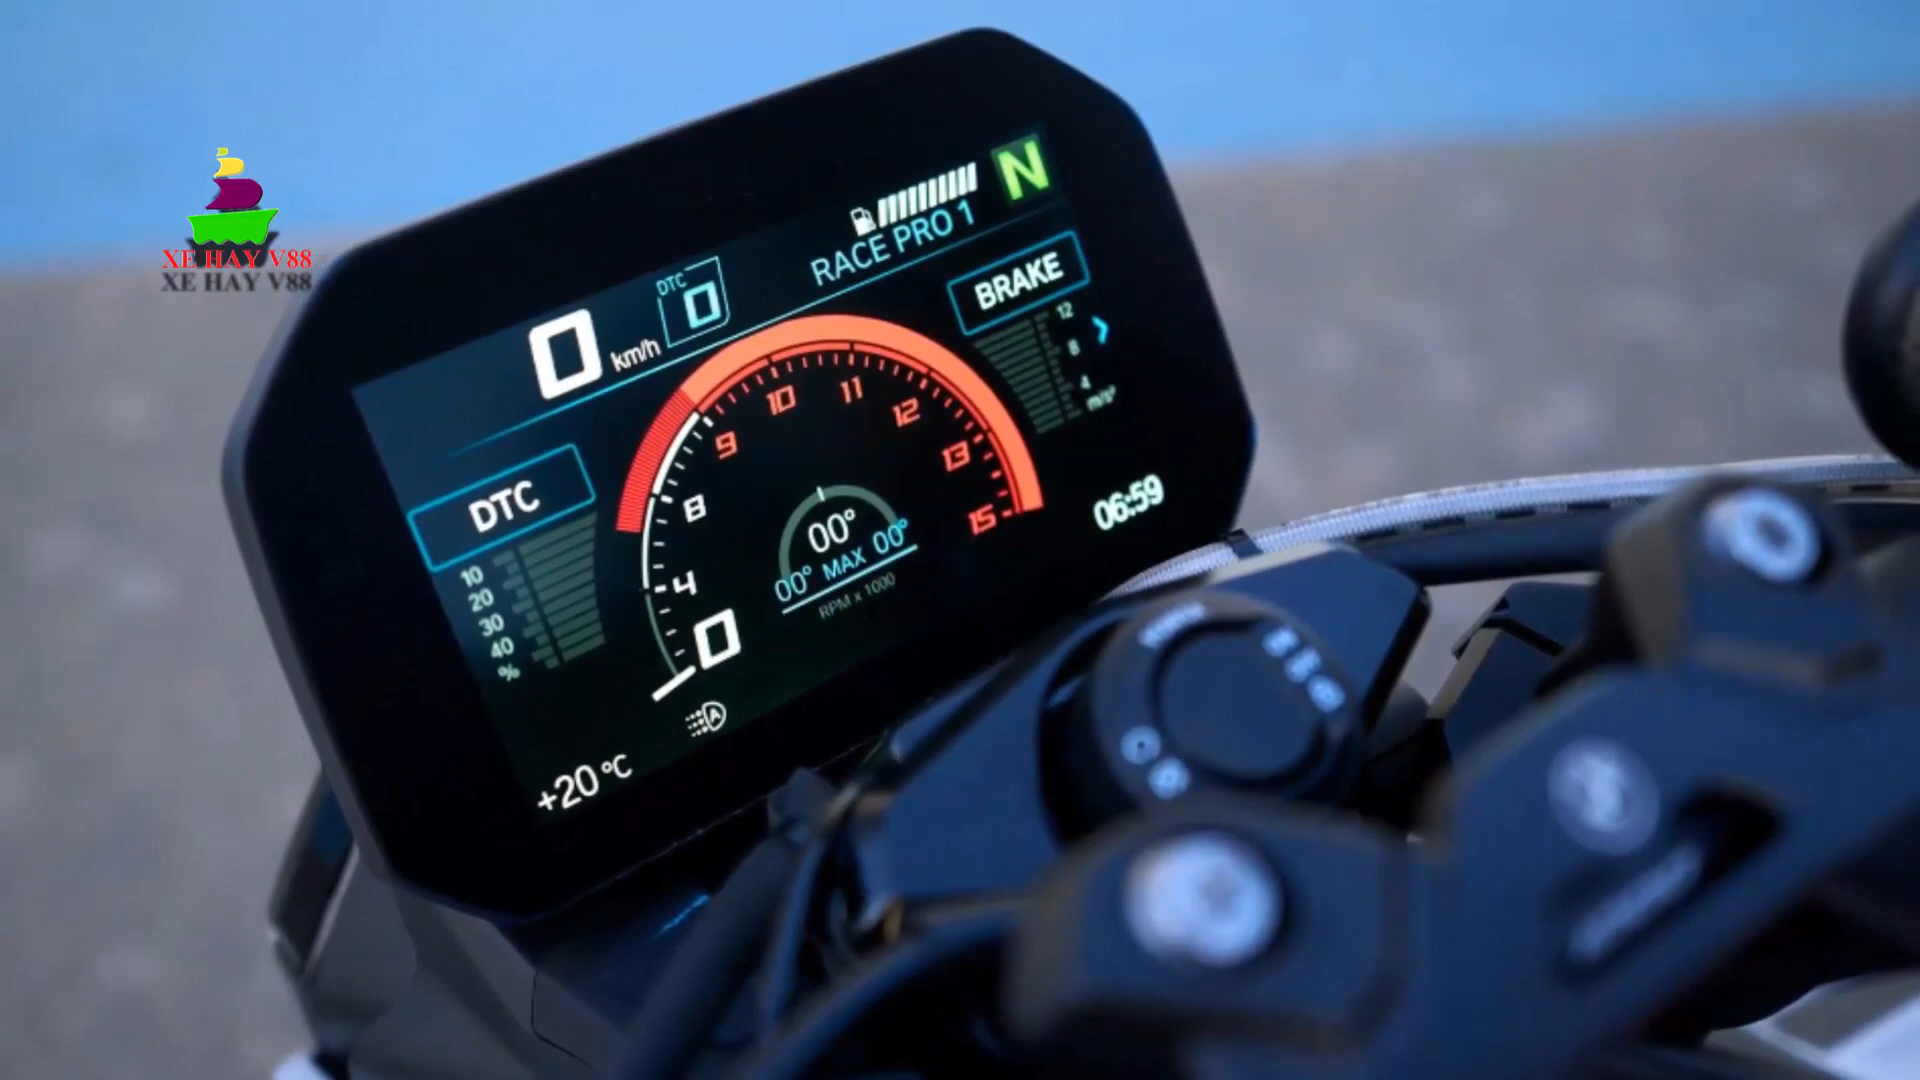 XE HAY V88
XE HAY V88
N
RACE PRO 1
DTC
0
0 km/h
BRAKE
12
8
4
m/s²
DTC
10
20
30
40
%
0
4
8
9
10
11
12
13
15
00°
00° MAX 00°
RPM x 1000
06:59
A
+20 °C